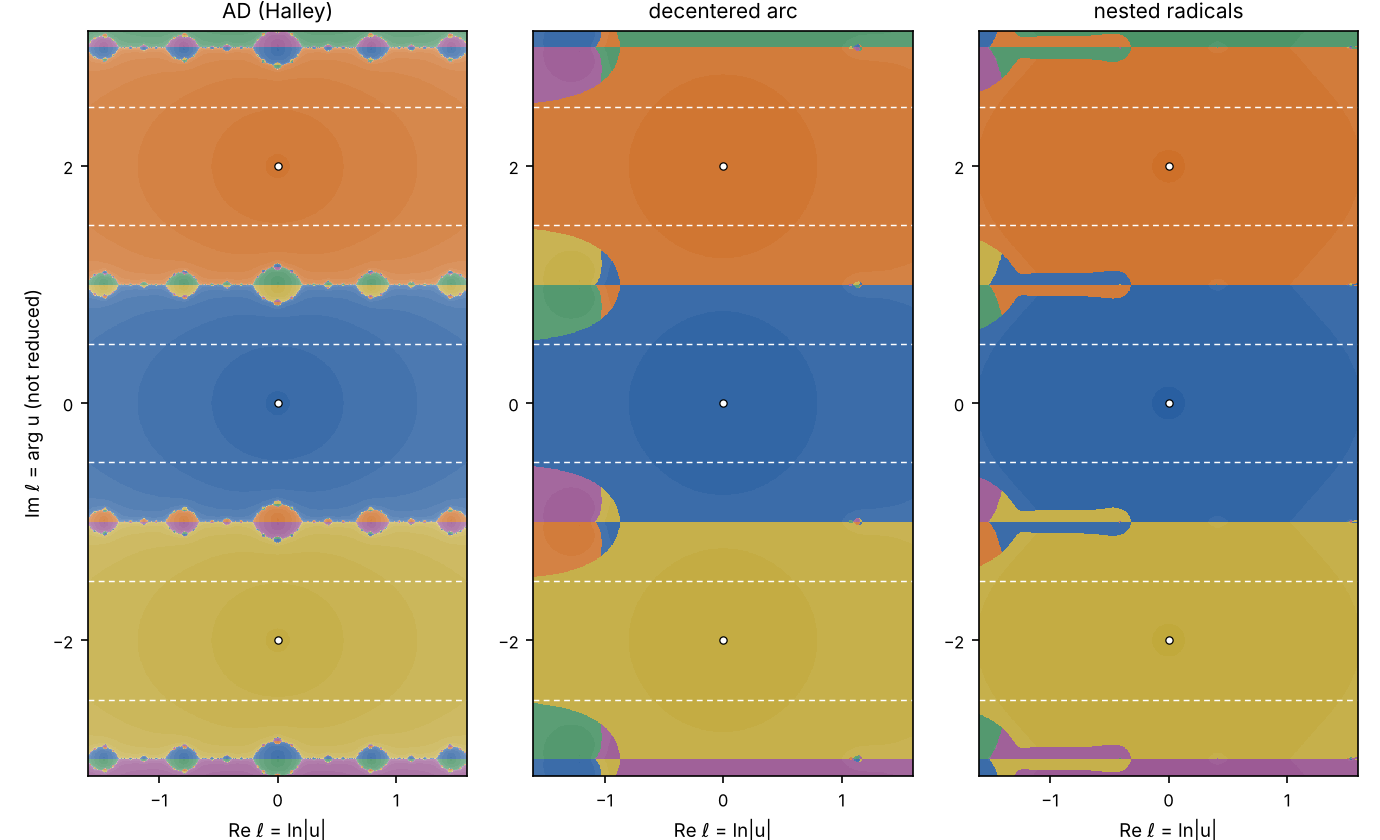 AD (Halley)
decentered arc
nested radicals
Im ℓ = arg u (not reduced)
2
0
−2
−1
0
1
Re ℓ = ln|u|
2
0
−2
−1
0
1
Re ℓ = ln|u|
2
0
−2
−1
0
1
Re ℓ = ln|u|